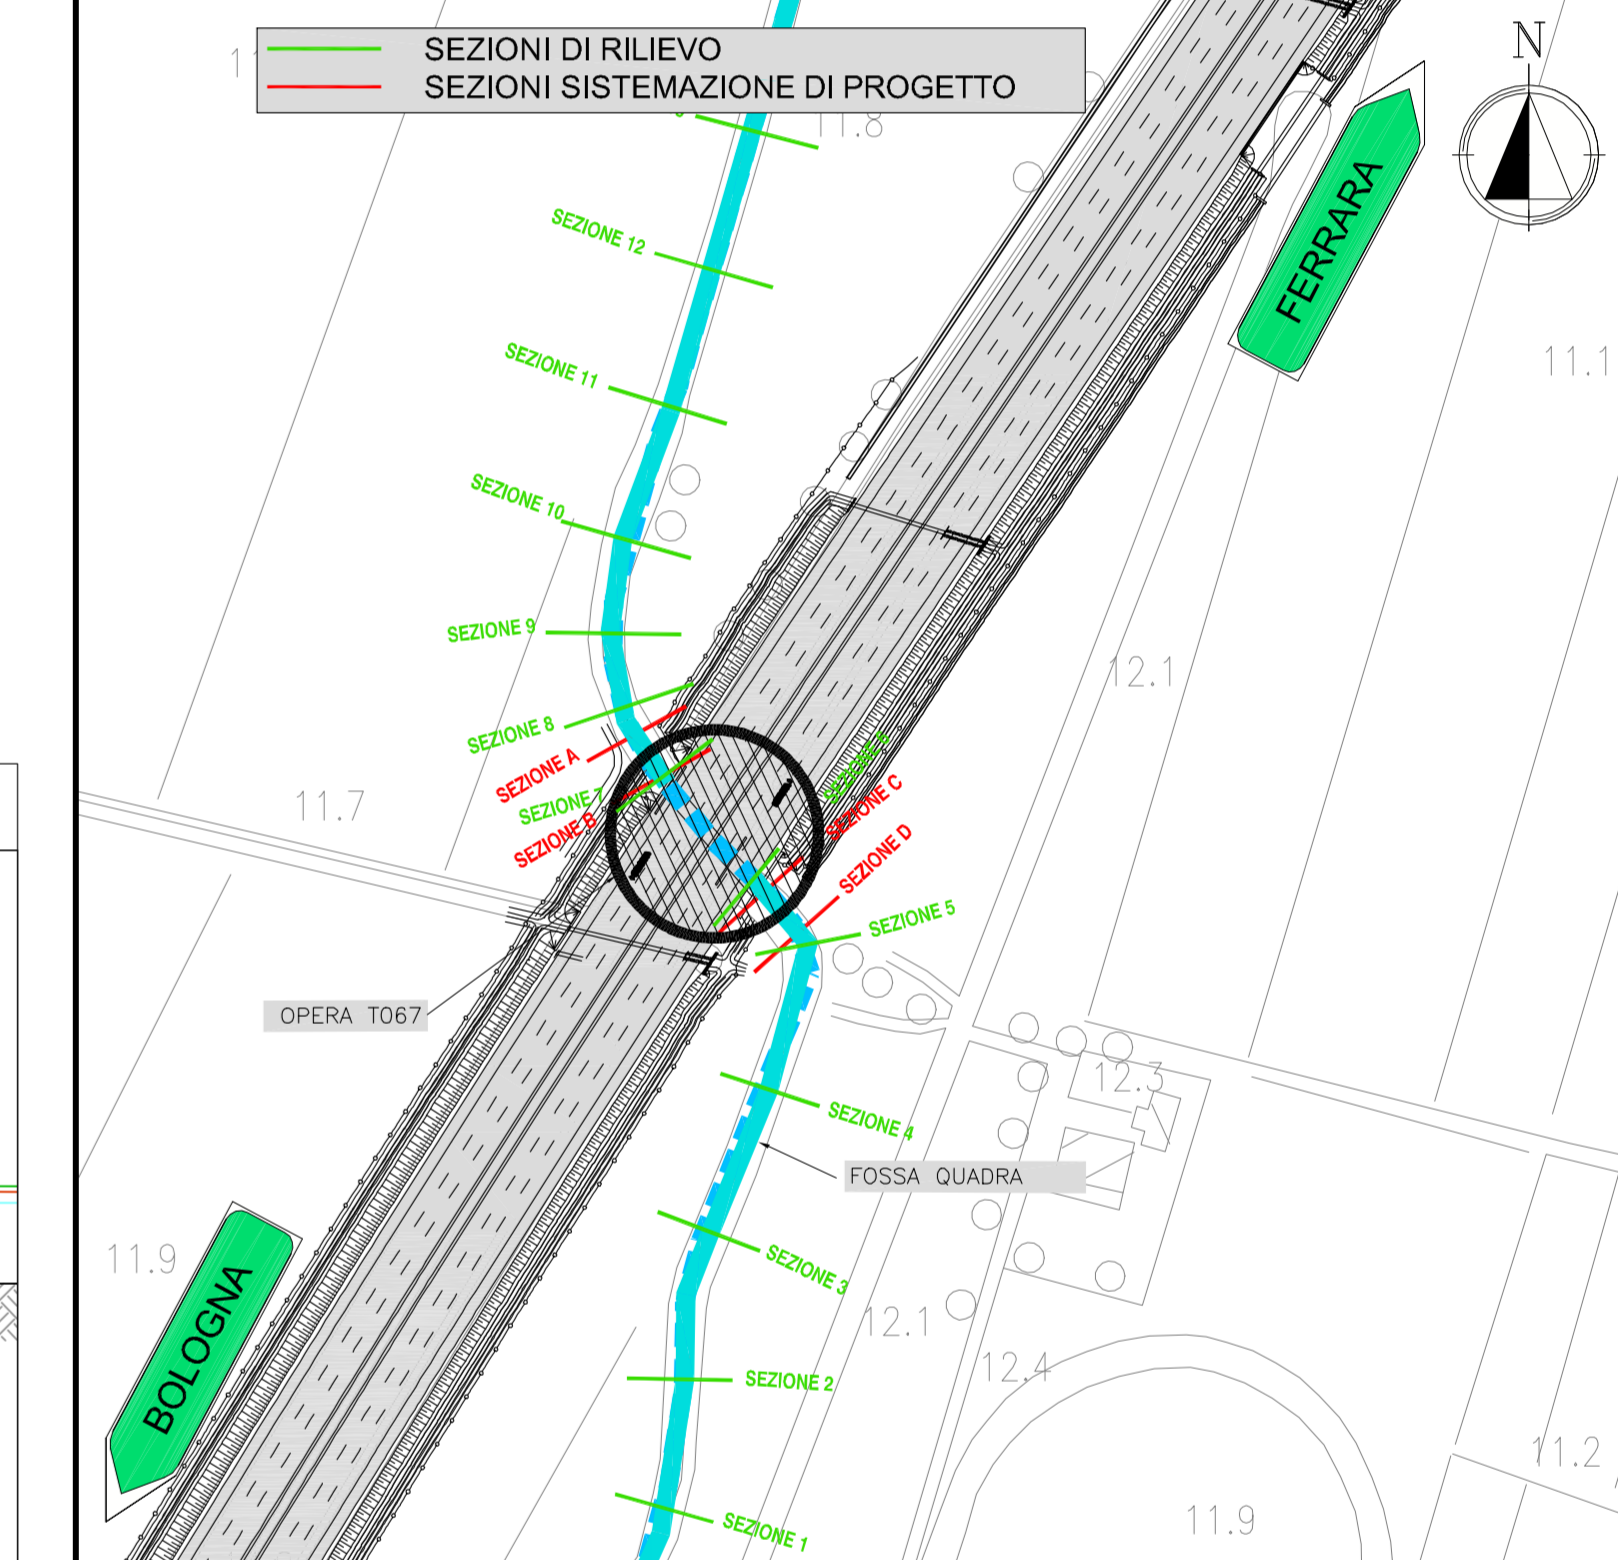 SEZIONI DI RILIEVO
SEZIONI SISTEMAZIONE DI PROGETTO
N
11.8
FERRARA
SEZIONE 12
SEZIONE 11
11.1
SEZIONE 10
SEZIONE 9
12.1
SEZIONE 8
SEZIONE A
SEZIONE 7
SEZIONE B
SEZIONE 6
SEZIONE C
SEZIONE D
11.7
SEZIONE 5
OPERA T067
12.3
SEZIONE 4
FOSSA QUADRA
SEZIONE 3
11.9
BOLOGNA
12.1
12.4
SEZIONE 2
11.2
SEZIONE 1
11.9